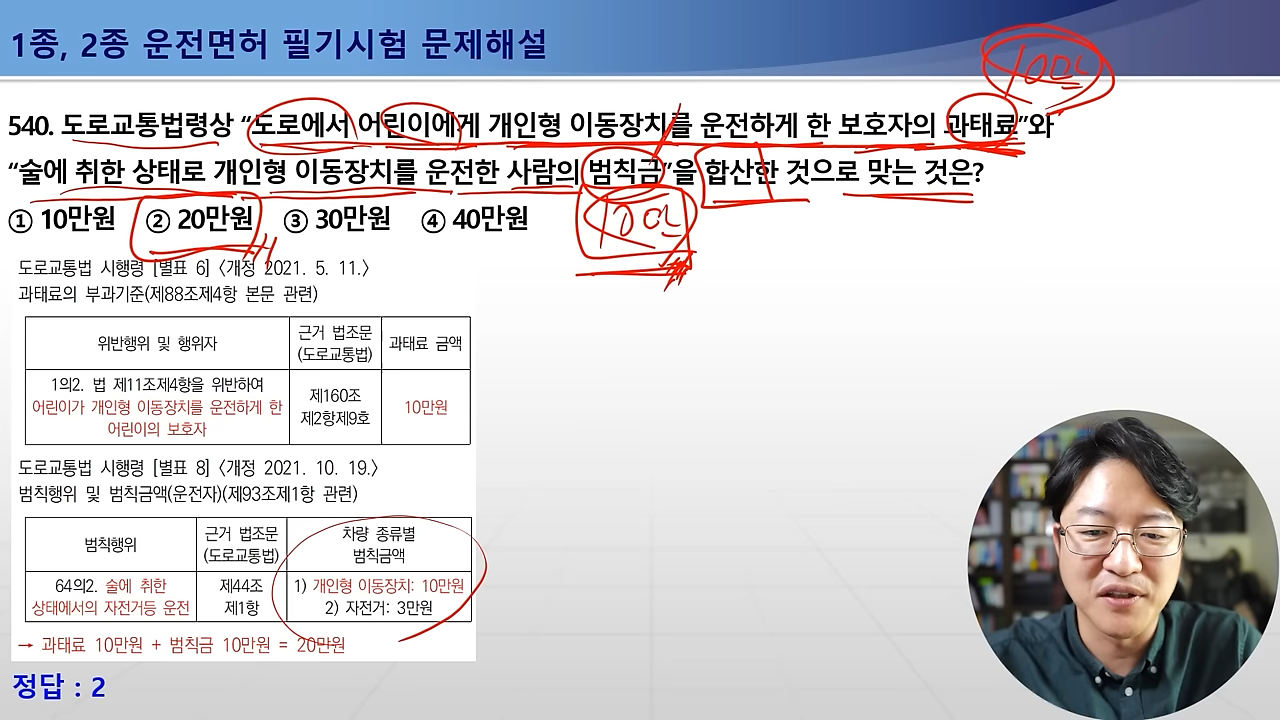 1종, 2종 운전면허 필기시험 문제해설
10만
540. 도로교통법령상 “도로에서 어린이에게 개인형 이동장치를 운전하게 한 보호자의 과태료”와
“술에 취한 상태로 개인형 이동장치를 운전한 사람의 범칙금”을 합산한 것으로 맞는 것은?
① 10만원 ② 20만원 ③ 30만원 ④ 40만원
10만
도로교통법 시행령 [별표 6] <개정 2021. 5. 11.>
과태료의 부과기준(제88조제4항 본문 관련)
위반행위 및 행위자
근거 법조문
(도로교통법)
과태료 금액
1의2. 법 제11조제4항을 위반하여
어린이가 개인형 이동장치를 운전하게 한
어린이의 보호자
제160조
제2항제9호
10만원
도로교통법 시행령 [별표 8] <개정 2021. 10. 19.>
범칙행위 및 범칙금액(운전자)(제93조제1항 관련)
범칙행위
근거 법조문
(도로교통법)
차량 종류별
범칙금액
64의2. 술에 취한
상태에서의 자전거등 운전
제44조
제1항
1) 개인형 이동장치: 10만원
2) 자전거: 3만원
→ 과태료 10만원 + 범칙금 10만원 = 20만원
정답 : 2